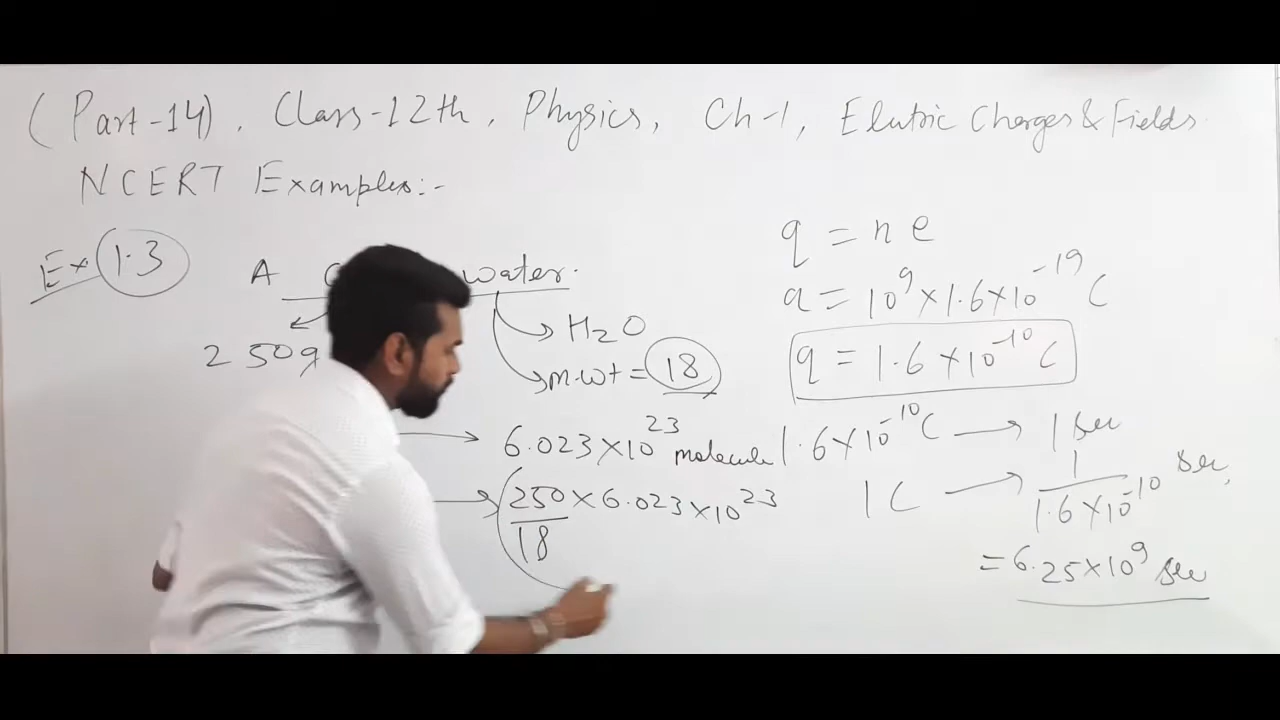 (Part-14), Class-12th, Physics, Ch-1, Elutric Charges & Fields.
NCERT Examples:-
Ex 1.3
A
water.
250g
H2O
m.wt = 18
6.023×10^23 molecule
250/18 × 6.023×10^23
q = n e
q = 10^9 × 1.6×10^-19 C
q = 1.6×10^-10 C
1.6×10^-10 C → 1 Sec
1 C → 1/1.6×10^-10 sec,
= 6.25×10^9 sec